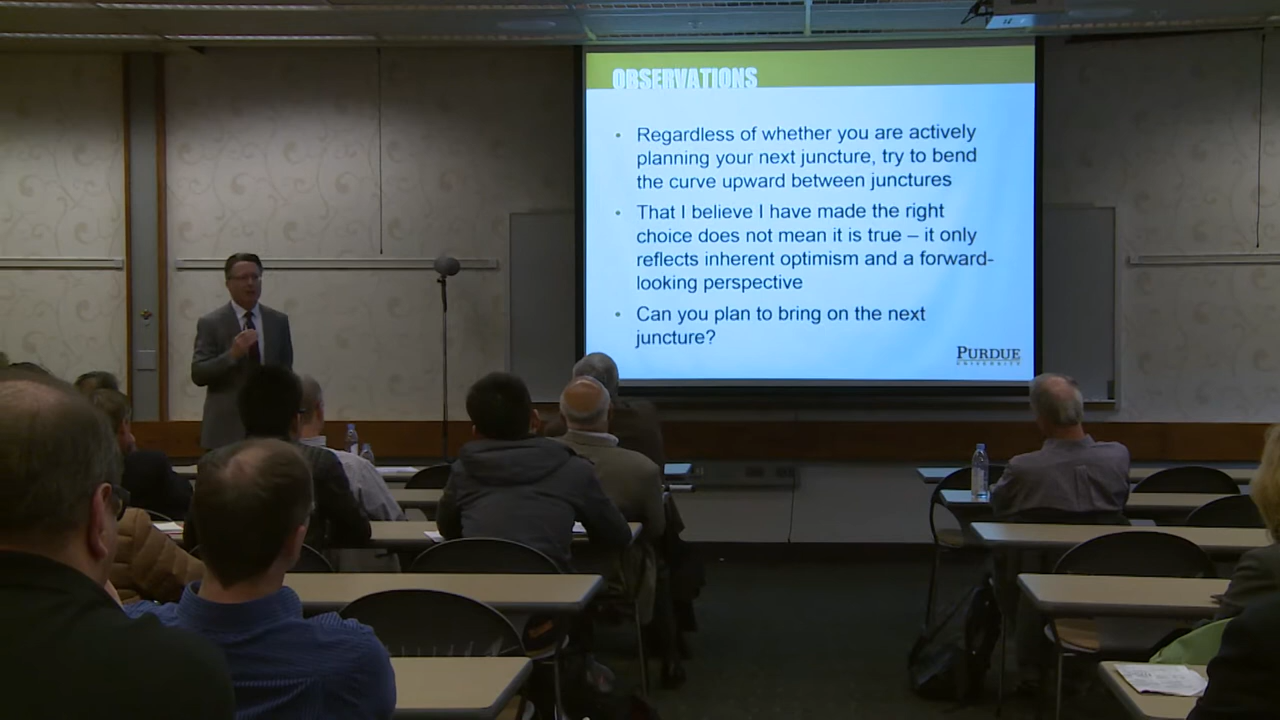 OBSERVATIONS
• Regardless of whether you are actively
planning your next juncture, try to bend
the curve upward between junctures
• That I believe I have made the right
choice does not mean it is true – it only
reflects inherent optimism and a forward-
looking perspective
• Can you plan to bring on the next
juncture?
PURDUE
UNIVERSITY